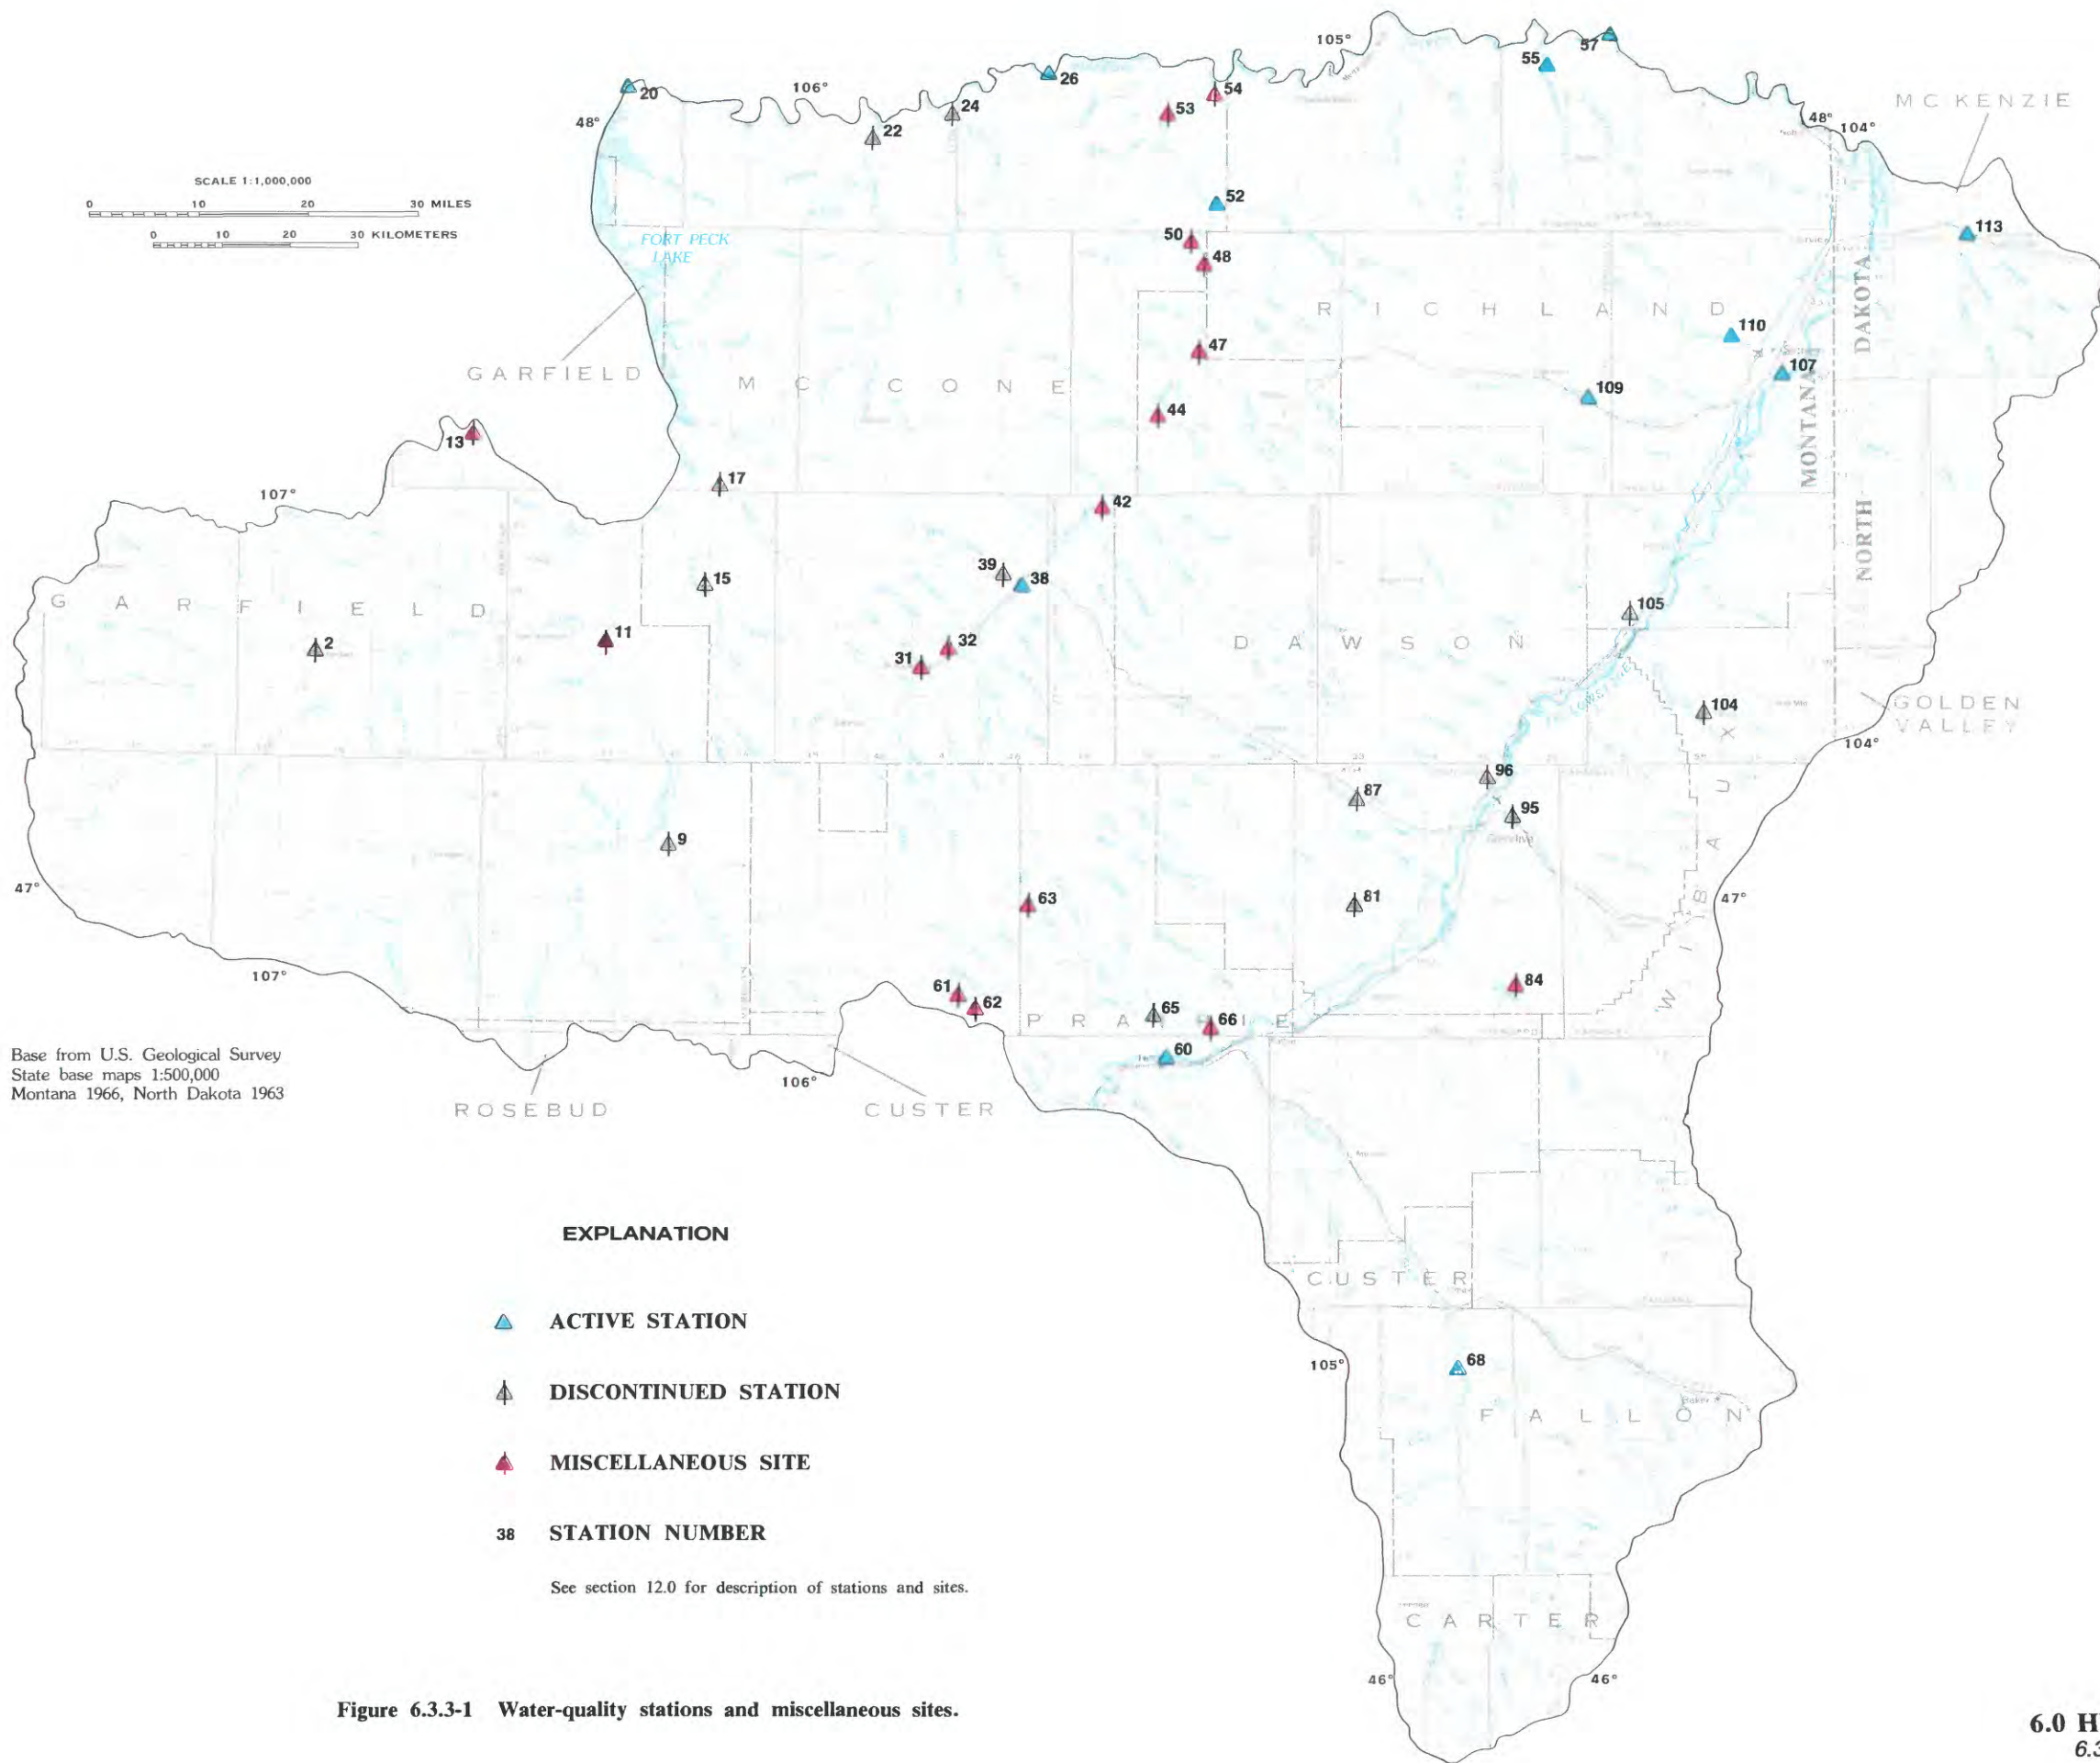 105°
57
55
20
106°
26
24
54
53
MC KENZIE
48°
22
48°
104°
SCALE 1:1,000,000
0 10 20 30 MILES
0 10 20 30 KILOMETERS
52
FORT PECK
LAKE
50
48
113
RICHLAND
110
47
GARFIELD
MC CONE
107
109
44
13
DAKOTA
MONTANA
NORTH
17
107°
42
39
38
15
GARFIELD
105
2
11
32
31
DAWSON
104
GOLDEN
VALLEY
104°
96
87
95
9
WIBAUX
47°
63
81
47°
107°
84
61
62
65
66
PRAIRIE
60
Base from U.S. Geological Survey
State base maps 1:500,000
Montana 1966, North Dakota 1963
106°
ROSEBUD
CUSTER
EXPLANATION
CUSTER
ACTIVE STATION
105°
68
DISCONTINUED STATION
Baker
FALLON
MISCELLANEOUS SITE
38 STATION NUMBER
See section 12.0 for description of stations and sites.
CARTER
46°
46°
Figure 6.3.3-1 Water-quality stations and miscellaneous sites.
6.0 H
6.3